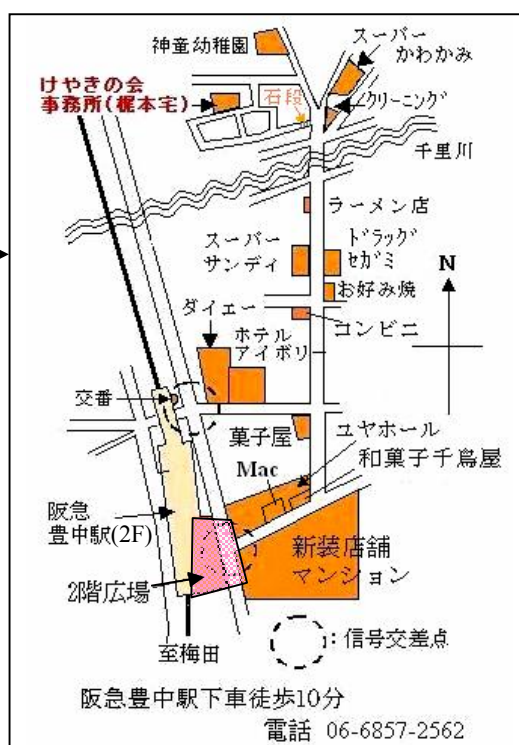 神童幼稚園
スーパー
かわかみ
けやきの会
事務所(梶本宅)
石段
クリーニング
千里川
ラーメン店
スーパー
サンディ
ドラッグ
セガミ
お好み焼
N
ダイエー
ホテル
アイボリ
コンビニ
交番
菓子屋
ユヤホール
和菓子千鳥屋
Mac
阪急
豊中駅(2F)
新装店舗
マンション
2階広場
:信号交差点
至梅田
阪急豊中駅下車徒歩10分
電話 06-6857-2562